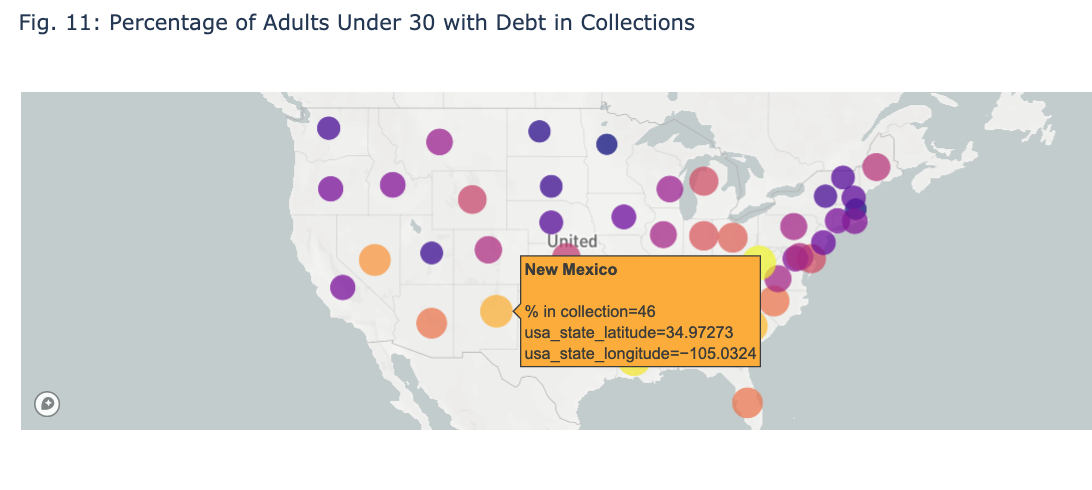 Fig. 11: Percentage of Adults Under 30 with Debt in Collections
United
New Mexico
% in collection=46
usa_state_latitude=34.97273
usa_state_longitude=−105.0324